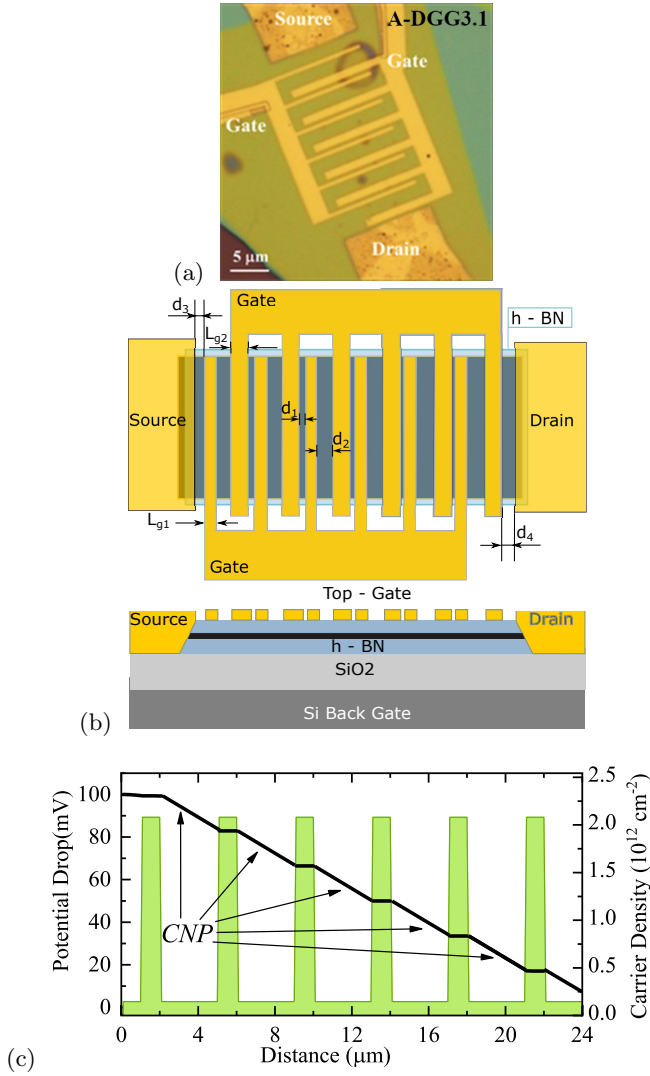 A-DGG3.1
Source
Gate
Gate
Drain
5 μm
(a)
Gate
d3
h - BN
Lg2
d1
Source
Drain
d2
Lg1
d4
Gate
Top - Gate
Source
Drain
h - BN
SiO2
Si Back Gate
(b)
Potential Drop(mV)
100
80
60
40
20
0
CNP
2.5
2.0
1.5
1.0
0.5
0.0
Carrier Density (10¹² cm⁻²)
0 4 8 12 16 20 24
Distance (μm)
(c)